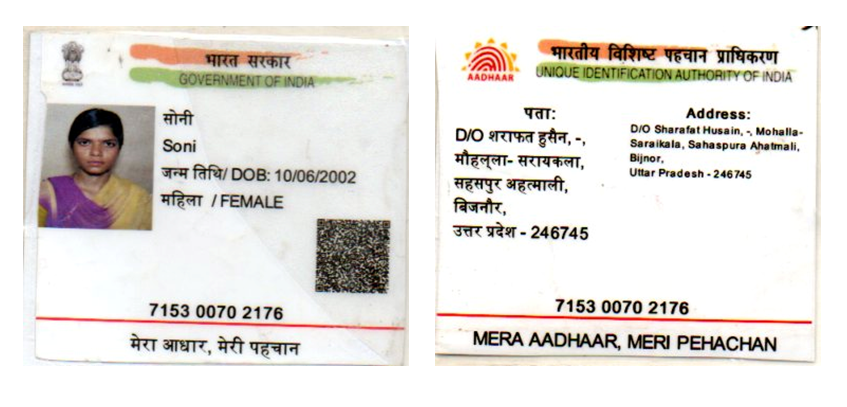 भारत सरकार
GOVERNMENT OF INDIA
सोनी
Soni
जन्म तिथि/ DOB: 10/06/2002
महिला / FEMALE
7153 0070 2176
मेरा आधार, मेरी पहचान
AADHAAR
भारतीय विशिष्ट पहचान प्राधिकरण
UNIQUE IDENTIFICATION AUTHORITY OF INDIA
पता:
D/O शराफत हुसैन, -,
मौहल्ला- सरायकला,
सहसपुर अहत्माली,
बिजनौर,
उत्तर प्रदेश - 246745
Address:
D/O Sharafat Husain, -, Mohalla-
Saraikala, Sahaspura Ahatmali,
Bijnor,
Uttar Pradesh - 246745
7153 0070 2176
MERA AADHAAR, MERI PEHACHAN